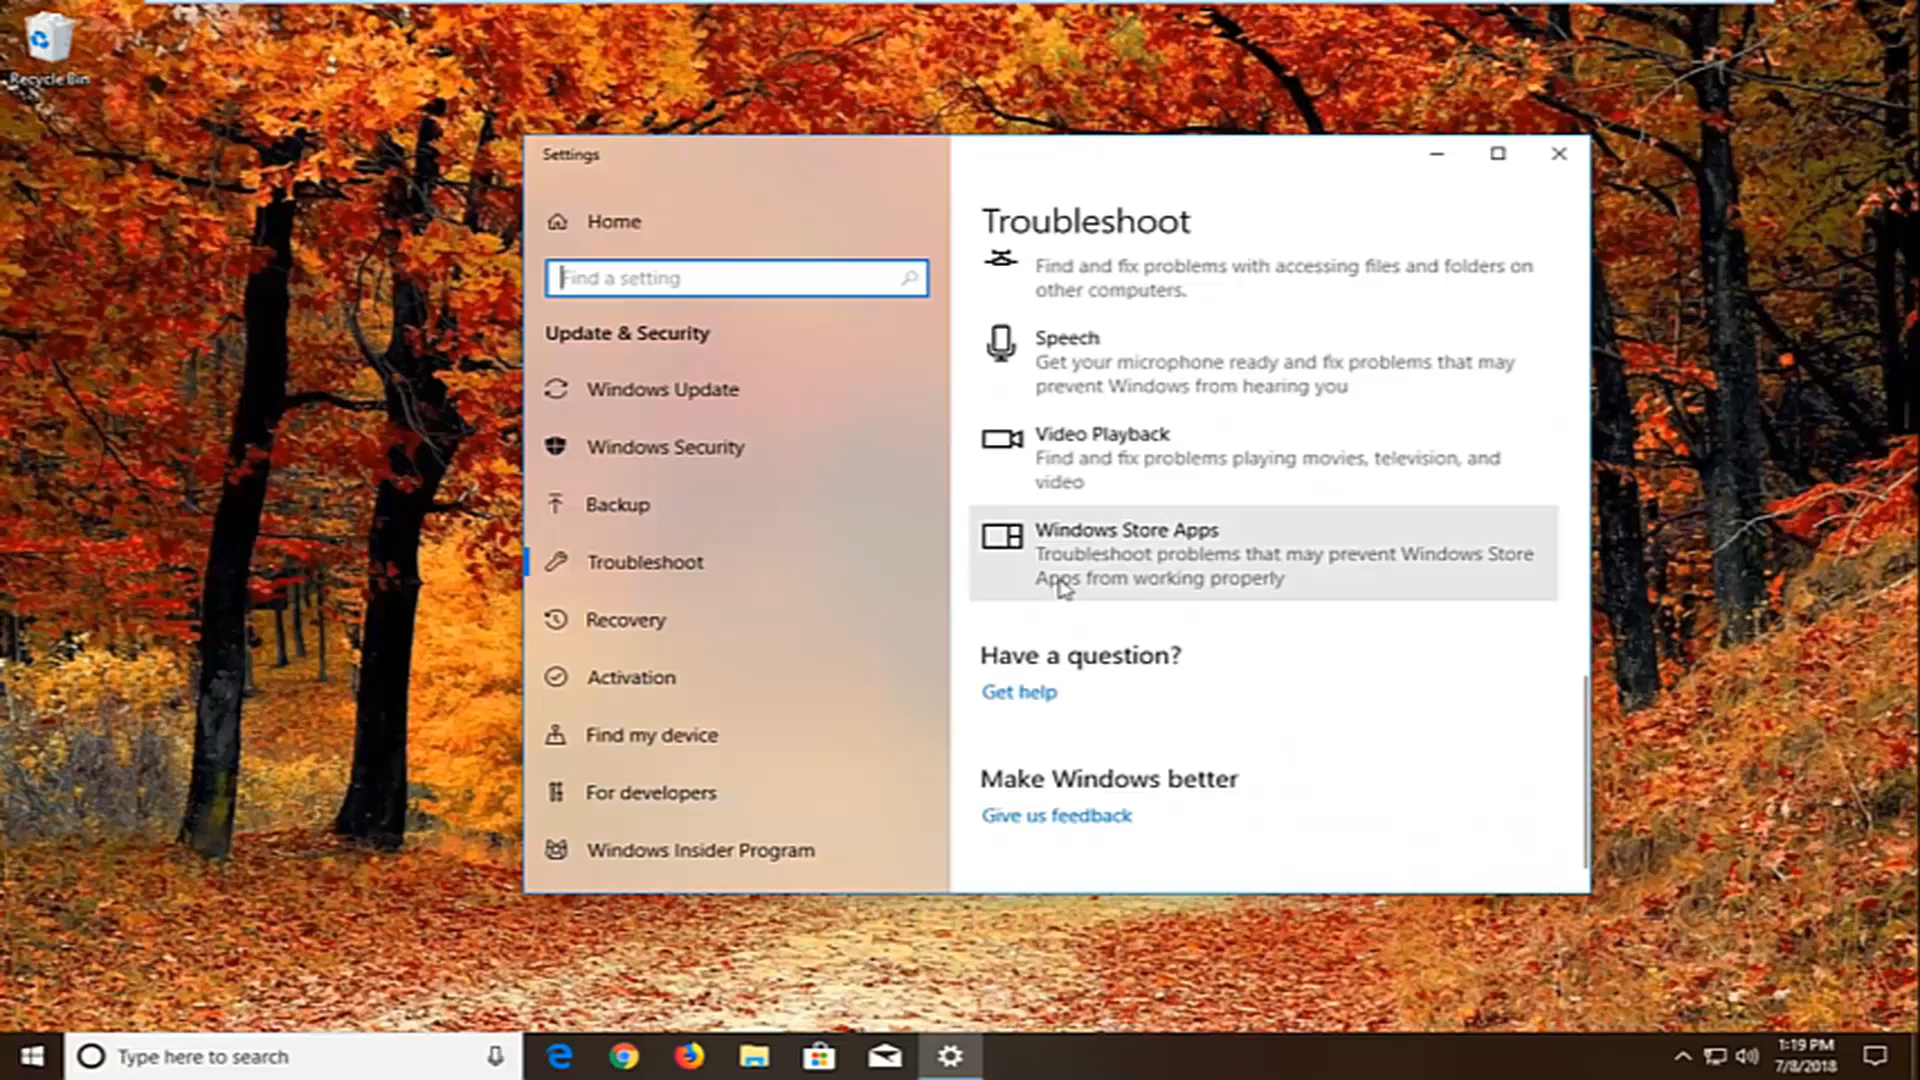 Recycle Bin
Settings
Home
Find a setting
Update & Security
Windows Update
Windows Security
Backup
Troubleshoot
Recovery
Activation
Find my device
For developers
Windows Insider Program
Troubleshoot
Find and fix problems with accessing files and folders on
other computers.
Speech
Get your microphone ready and fix problems that may
prevent Windows from hearing you
Video Playback
Find and fix problems playing movies, television, and
video
Windows Store Apps
Troubleshoot problems that may prevent Windows Store
Apps from working properly
Have a question?
Get help
Make Windows better
Give us feedback
Type here to search
1:19 PM
7/8/2018